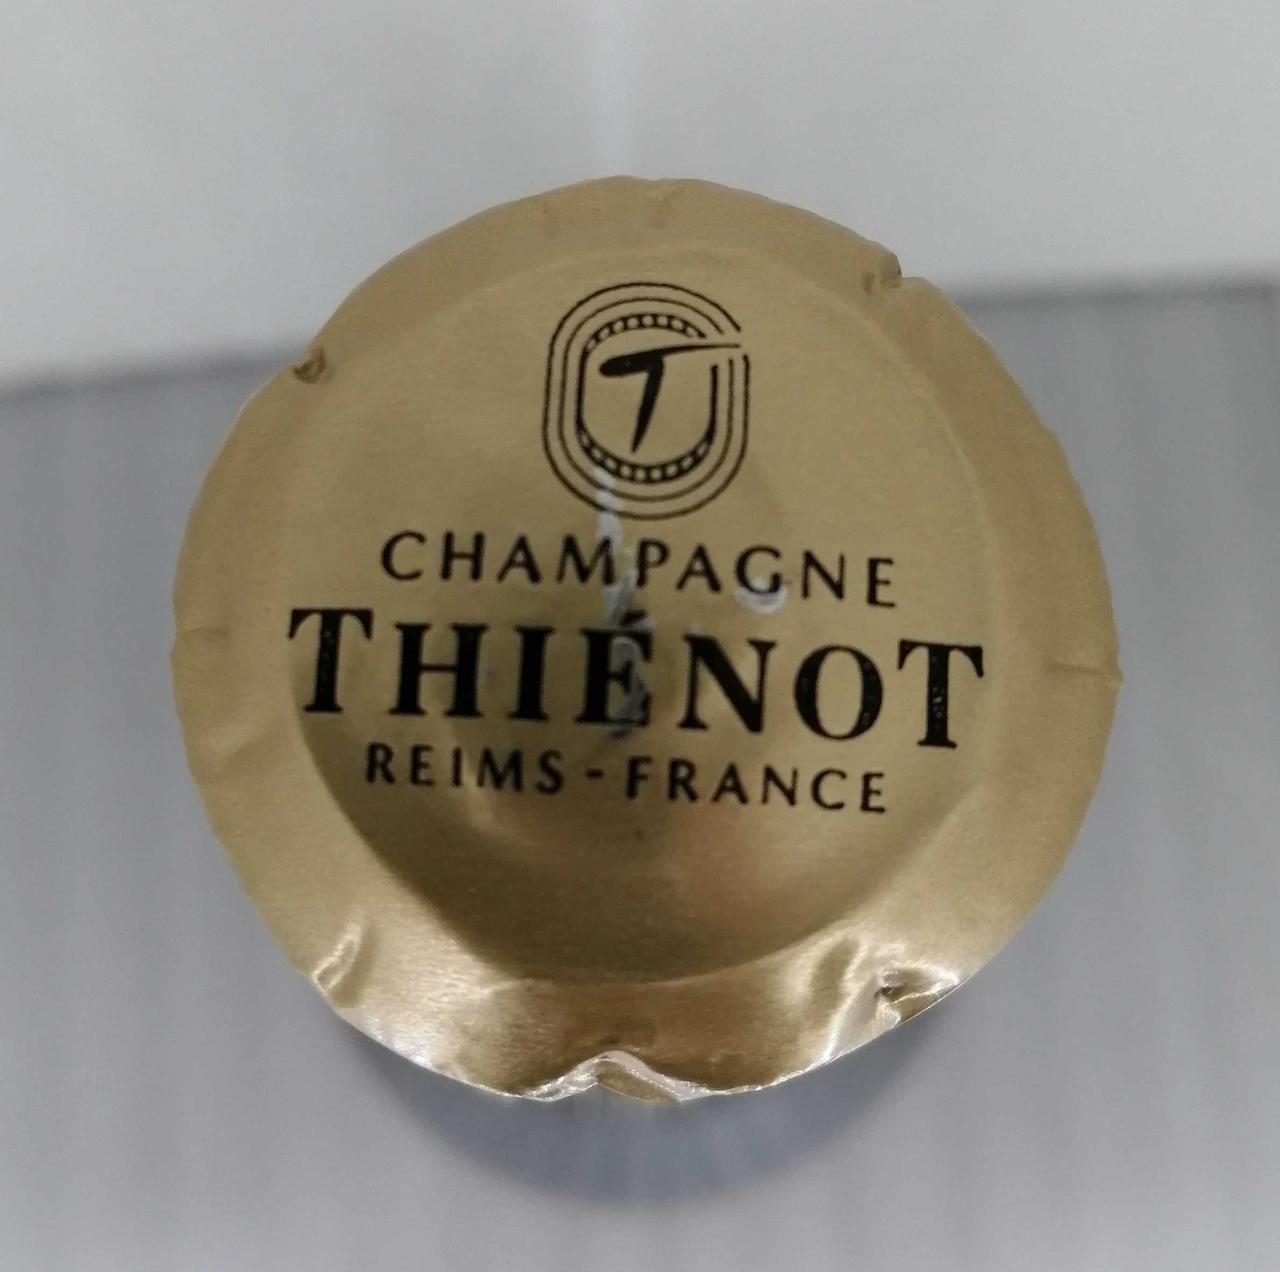 T
CHAMPAGNE
THIÉNOT
REIMS - FRANCE